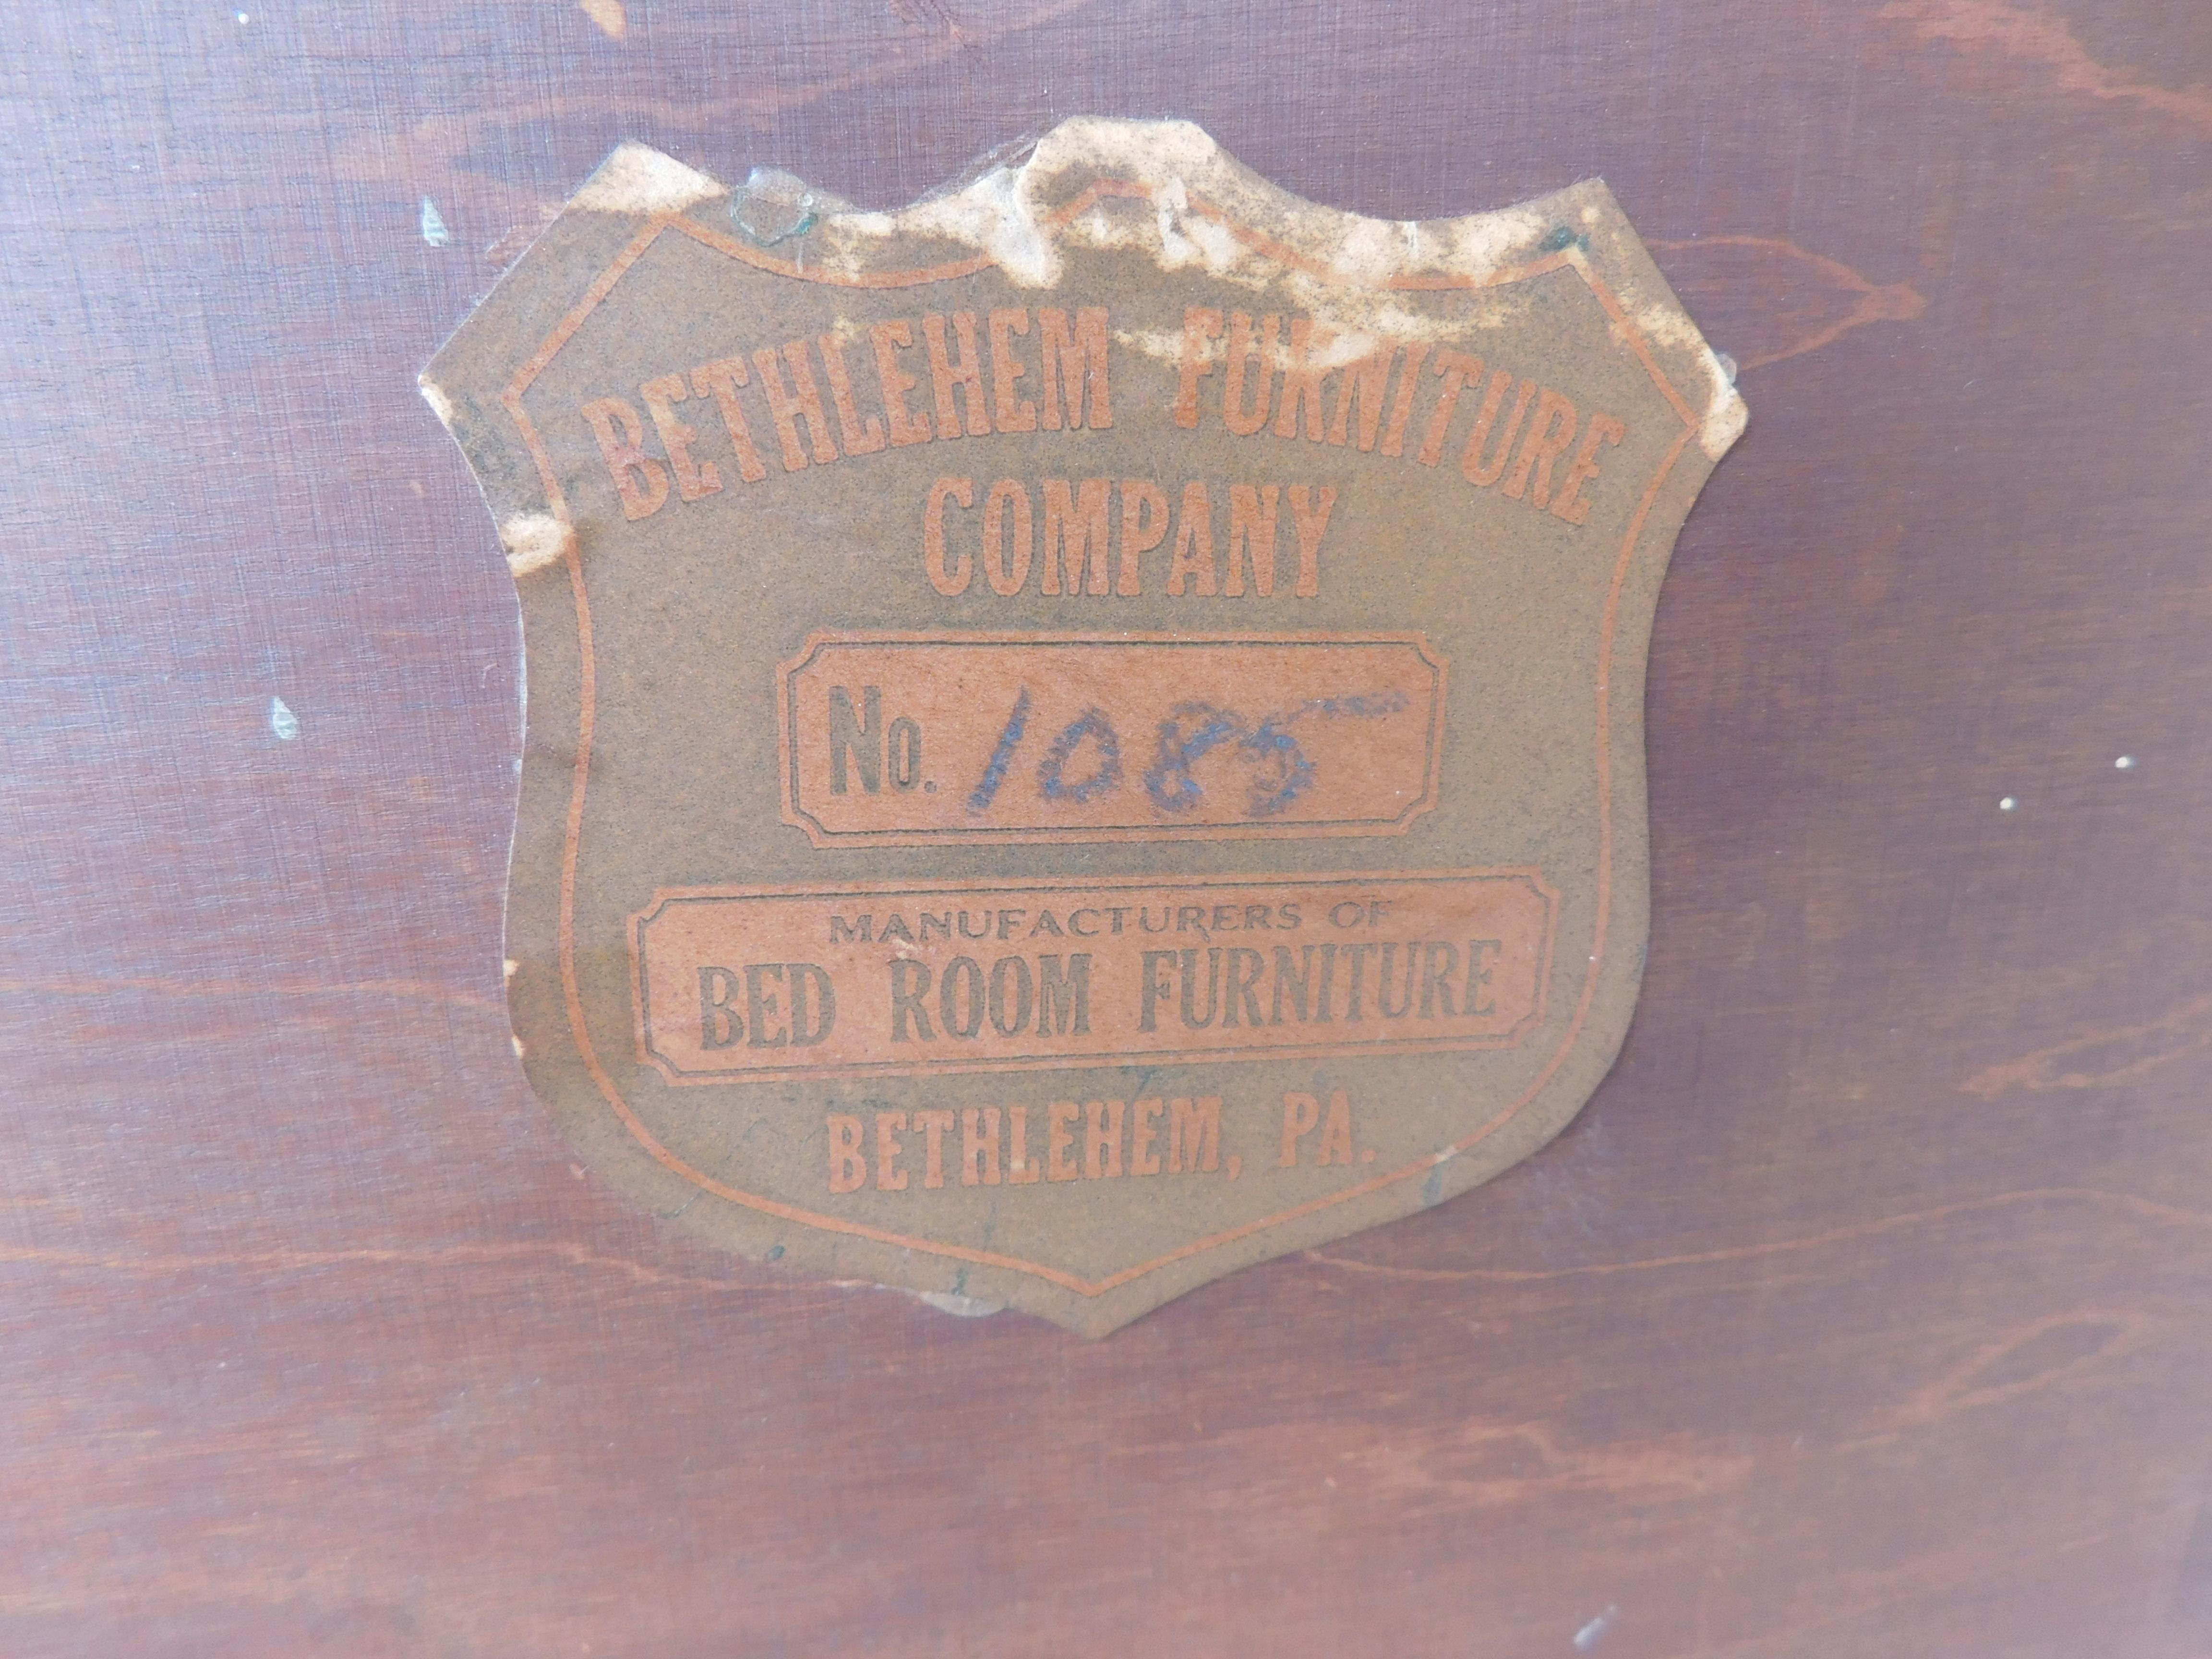 BETHLEHEM FURNITURE
COMPANY
No. 1085
MANUFACTURERS OF
BED ROOM FURNITURE
BETHLEHEM, PA.